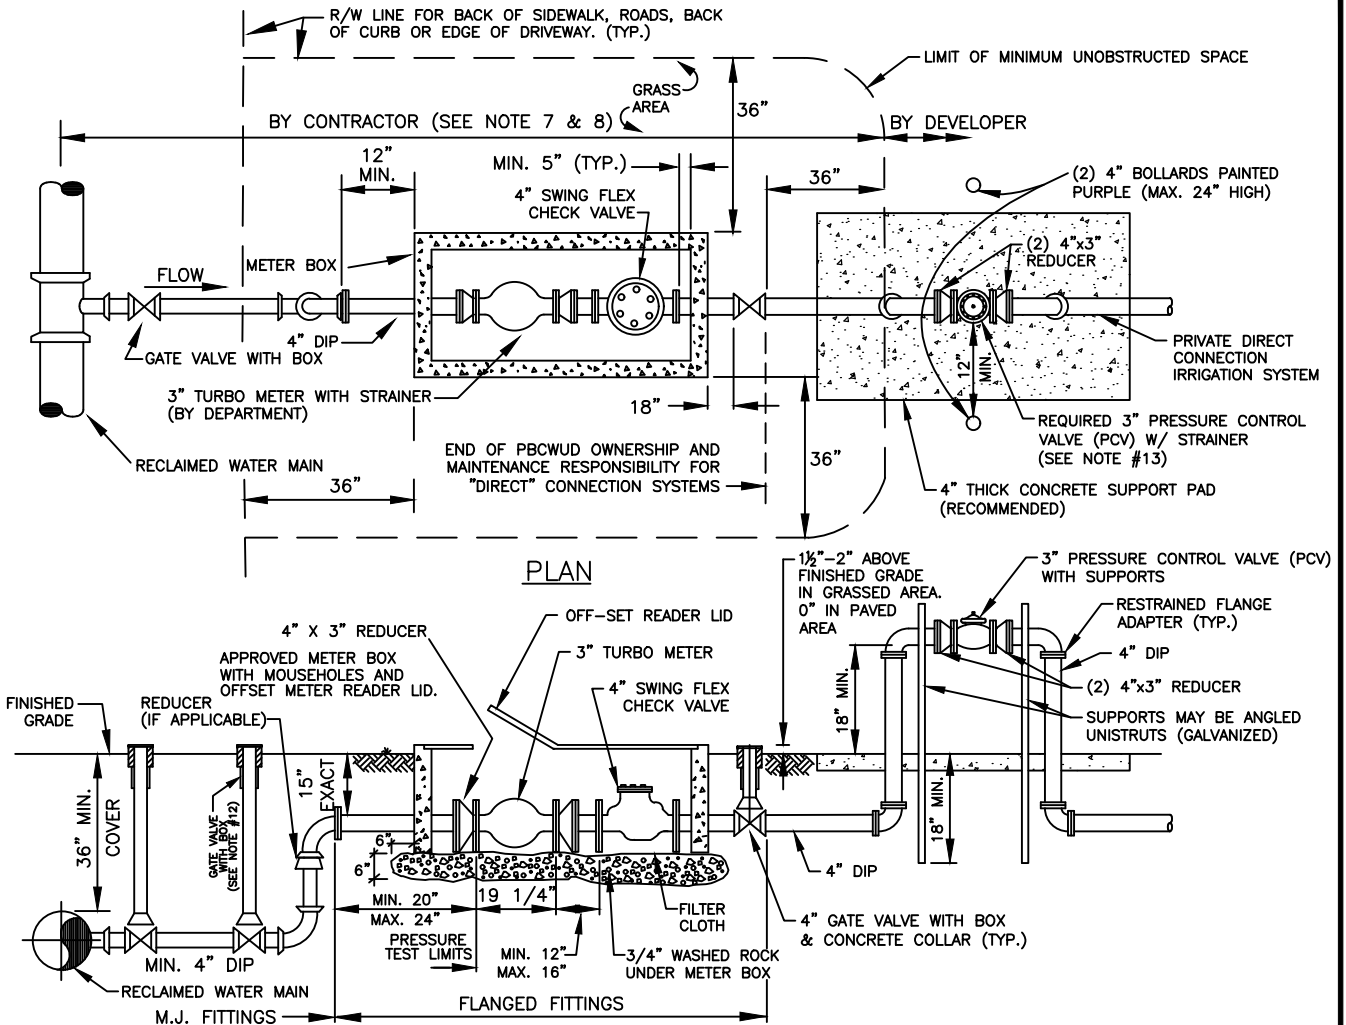 R/W LINE FOR BACK OF SIDEWALK, ROADS, BACK
OF CURB OR EDGE OF DRIVEWAY. (TYP.)
LIMIT OF MINIMUM UNOBSTRUCTED SPACE
GRASS
AREA
36"
BY CONTRACTOR (SEE NOTE 7 & 8)
BY DEVELOPER
12"
MIN.
MIN. 5" (TYP.)
36"
(2) 4" BOLLARDS PAINTED
PURPLE (MAX. 24" HIGH)
4" SWING FLEX
CHECK VALVE
FLOW
METER BOX
(2) 4"x3"
REDUCER
4" DIP
GATE VALVE WITH BOX
PRIVATE DIRECT
CONNECTION
IRRIGATION SYSTEM
12"
MIN.
3" TURBO METER WITH STRAINER
(BY DEPARTMENT)
18"
REQUIRED 3" PRESSURE CONTROL
VALVE (PCV) W/ STRAINER
(SEE NOTE #13)
RECLAIMED WATER MAIN
END OF PBCWUD OWNERSHIP AND
MAINTENANCE RESPONSIBILITY FOR
"DIRECT" CONNECTION SYSTEMS
36"
36"
4" THICK CONCRETE SUPPORT PAD
(RECOMMENDED)
PLAN
1½"-2" ABOVE
FINISHED GRADE
IN GRASSED AREA.
0" IN PAVED
AREA
3" PRESSURE CONTROL VALVE (PCV)
WITH SUPPORTS
OFF-SET READER LID
RESTRAINED FLANGE
ADAPTER (TYP.)
4" X 3" REDUCER
3" TURBO METER
4" DIP
APPROVED METER BOX
WITH MOUSEHOLES AND
OFFSET METER READER LID.
4" SWING FLEX
CHECK VALVE
18" MIN.
(2) 4"x3" REDUCER
FINISHED
GRADE
REDUCER
(IF APPLICABLE)
SUPPORTS MAY BE ANGLED
UNISTRUTS (GALVANIZED)
36" MIN.
COVER
GATE VALVE
WITH BOX
(SEE NOTE #12)
15"
EXACT
18" MIN.
6"
6"
4" DIP
MIN. 20"
MAX. 24"
19 1/4"
FILTER
CLOTH
4" GATE VALVE WITH BOX
& CONCRETE COLLAR (TYP.)
PRESSURE
TEST LIMITS
MIN. 12"
MAX. 16"
3/4" WASHED ROCK
UNDER METER BOX
MIN. 4" DIP
RECLAIMED WATER MAIN
M.J. FITTINGS
FLANGED FITTINGS